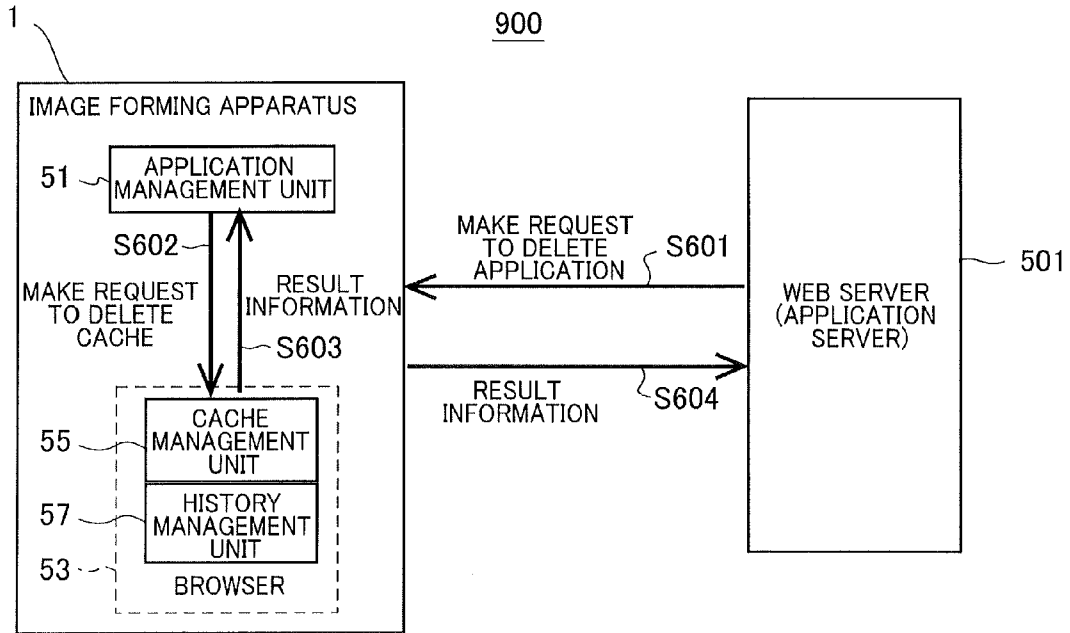 1
900
IMAGE FORMING APPARATUS
51
APPLICATION
MANAGEMENT UNIT
S602
MAKE REQUEST
TO DELETE
CACHE
RESULT
INFORMATION
S603
MAKE REQUEST
TO DELETE
APPLICATION
S601
501
WEB SERVER
(APPLICATION
SERVER)
RESULT
INFORMATION
S604
55
CACHE
MANAGEMENT
UNIT
57
HISTORY
MANAGEMENT
UNIT
53
BROWSER